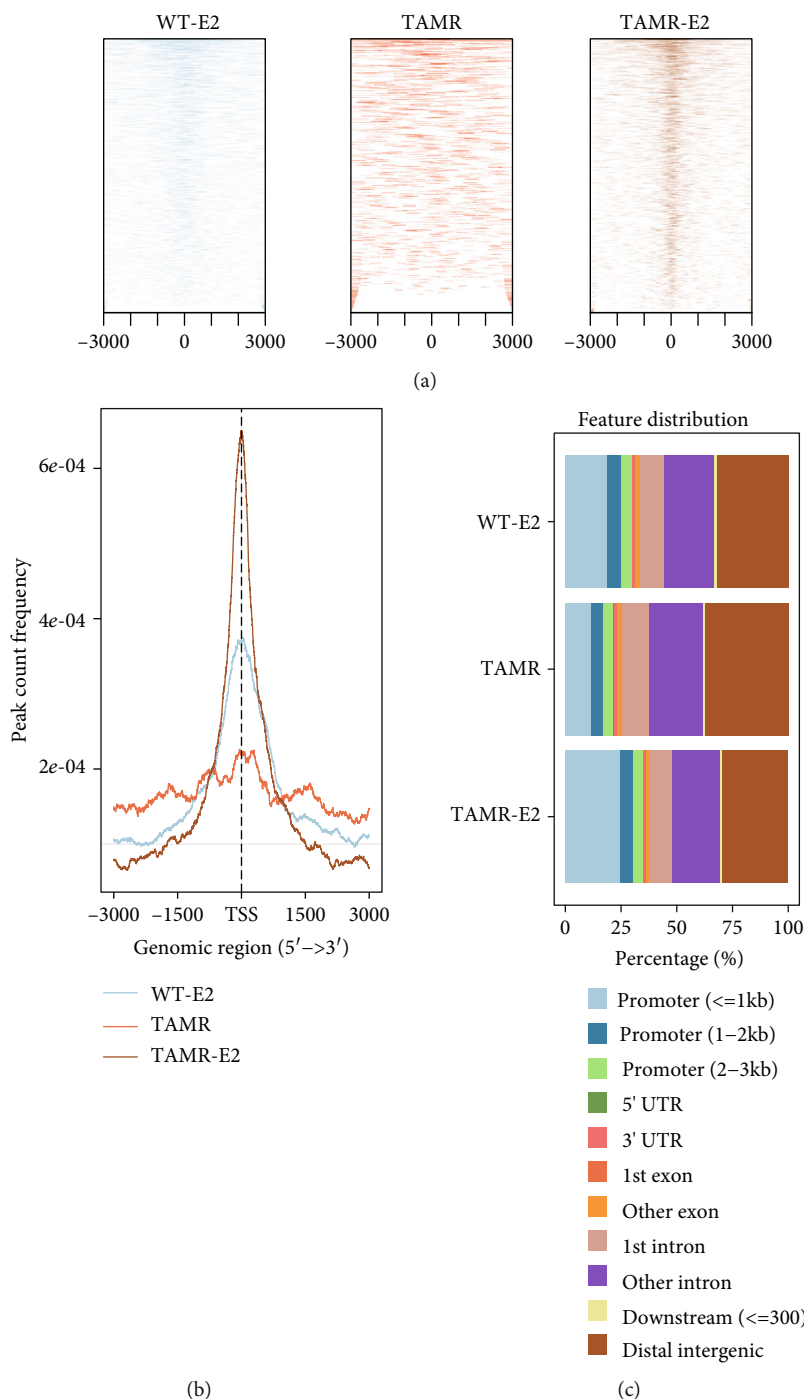 WT-E2 TAMR TAMR-E2
−3000 0 3000 −3000 0 3000 −3000 0 3000
(a)
Feature distribution
6e-04
4e-04
2e-04
Peak count frequency
−3000 −1500 TSS 1500 3000
Genomic region (5′−>3′)
WT-E2
TAMR
TAMR-E2
(b)
WT-E2
TAMR
TAMR-E2
0 25 50 75 100
Percentage (%)
Promoter (<=1kb)
Promoter (1−2kb)
Promoter (2−3kb)
5' UTR
3' UTR
1st exon
Other exon
1st intron
Other intron
Downstream (<=300)
Distal intergenic
(c)